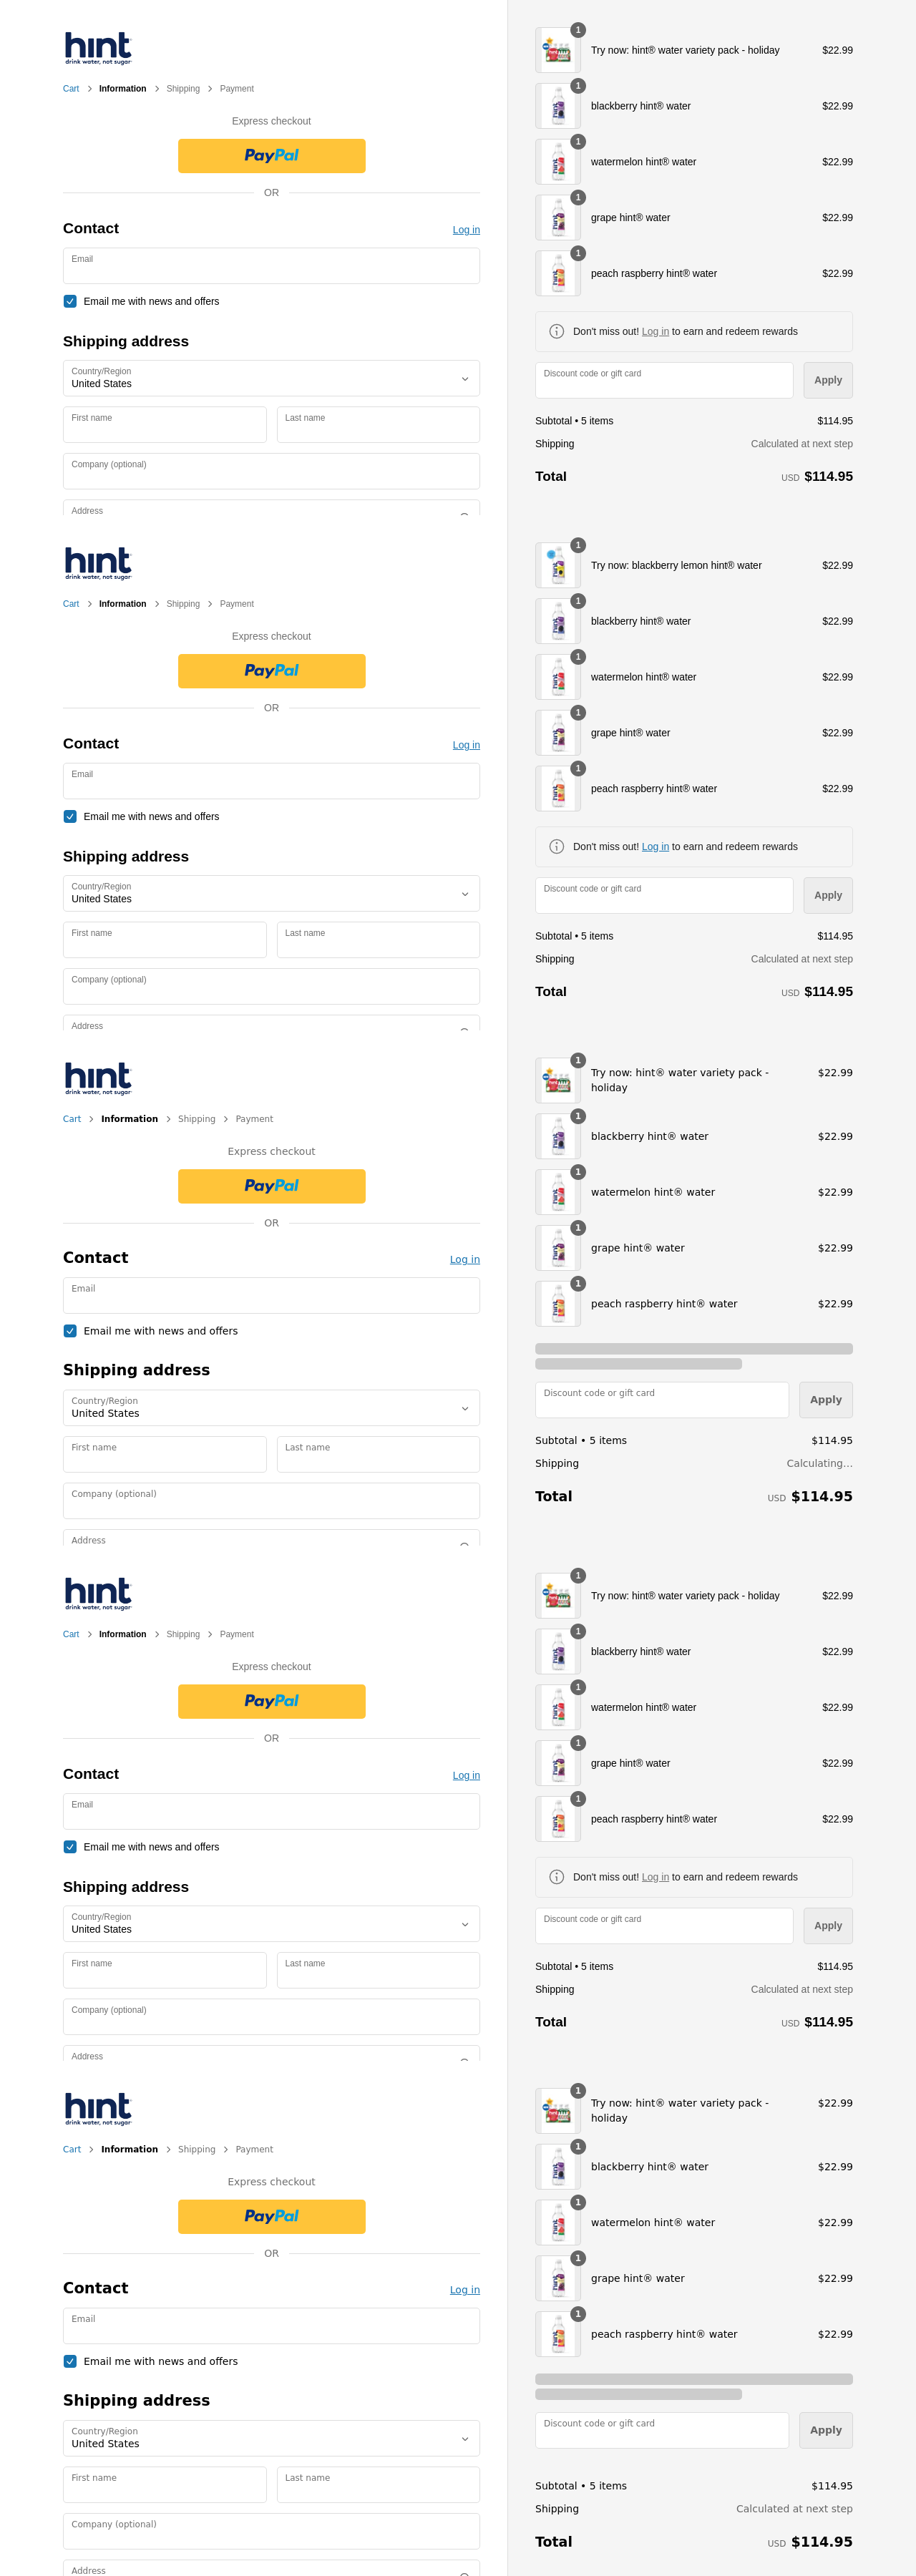 hint
drink water, not sugar
Cart > Information > Shipping > Payment
Express checkout
PayPal
OR
Contact Log in
Email
Email me with news and offers
Shipping address
Country/Region
United States
First name Last name
Company (optional)
Address
1
Try now: hint® water variety pack - holiday $22.99
1
blackberry hint® water $22.99
1
watermelon hint® water $22.99
1
grape hint® water $22.99
1
peach raspberry hint® water $22.99
Don't miss out! Log in to earn and redeem rewards
Discount code or gift card Apply
Subtotal • 5 items $114.95
Shipping Calculated at next step
Total USD $114.95
hint
drink water, not sugar
Cart > Information > Shipping > Payment
Express checkout
PayPal
OR
Contact Log in
Email
Email me with news and offers
Shipping address
Country/Region
United States
First name Last name
Company (optional)
Address
1
Try now: blackberry lemon hint® water $22.99
1
blackberry hint® water $22.99
1
watermelon hint® water $22.99
1
grape hint® water $22.99
1
peach raspberry hint® water $22.99
Don't miss out! Log in to earn and redeem rewards
Discount code or gift card Apply
Subtotal • 5 items $114.95
Shipping Calculated at next step
Total USD $114.95
hint
drink water, not sugar
Cart > Information > Shipping > Payment
Express checkout
PayPal
OR
Contact Log in
Email
Email me with news and offers
Shipping address
Country/Region
United States
First name Last name
Company (optional)
Address
1
Try now: hint® water variety pack - $22.99
holiday
1
blackberry hint® water $22.99
1
watermelon hint® water $22.99
1
grape hint® water $22.99
1
peach raspberry hint® water $22.99
Discount code or gift card Apply
Subtotal • 5 items $114.95
Shipping Calculating...
Total USD $114.95
hint
drink water, not sugar
Cart > Information > Shipping > Payment
Express checkout
PayPal
OR
Contact Log in
Email
Email me with news and offers
Shipping address
Country/Region
United States
First name Last name
Company (optional)
Address
1
Try now: hint® water variety pack - holiday $22.99
1
blackberry hint® water $22.99
1
watermelon hint® water $22.99
1
grape hint® water $22.99
1
peach raspberry hint® water $22.99
Don't miss out! Log in to earn and redeem rewards
Discount code or gift card Apply
Subtotal • 5 items $114.95
Shipping Calculated at next step
Total USD $114.95
hint
drink water, not sugar
Cart > Information > Shipping > Payment
Express checkout
PayPal
OR
Contact Log in
Email
Email me with news and offers
Shipping address
Country/Region
United States
First name Last name
Company (optional)
Address
1
Try now: hint® water variety pack - $22.99
holiday
1
blackberry hint® water $22.99
1
watermelon hint® water $22.99
1
grape hint® water $22.99
1
peach raspberry hint® water $22.99
Discount code or gift card Apply
Subtotal • 5 items $114.95
Shipping Calculated at next step
Total USD $114.95